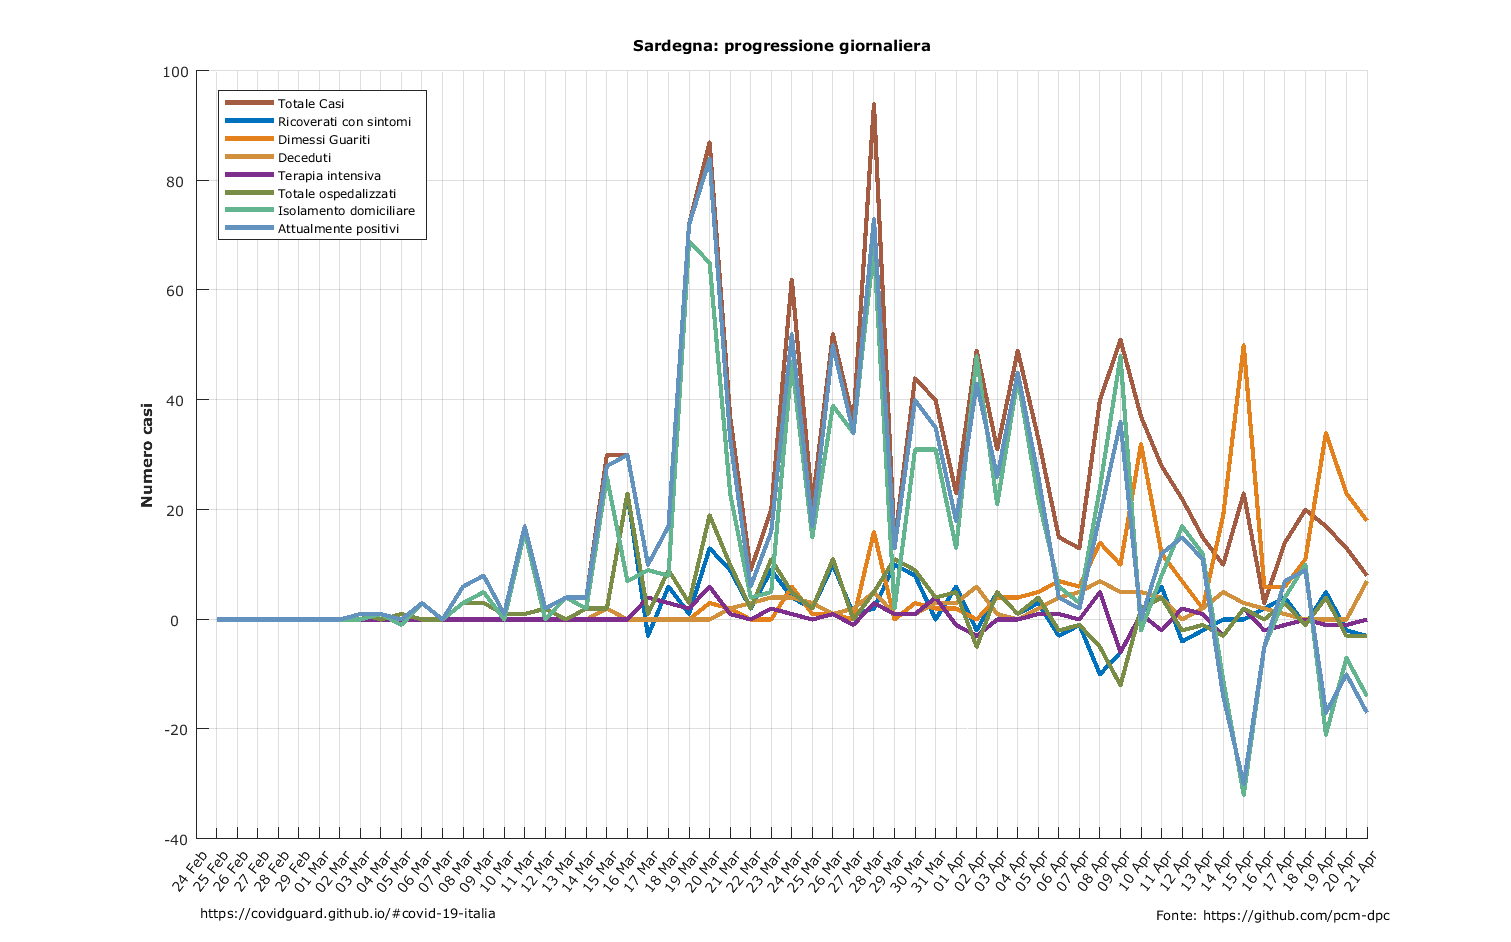 Sardegna: progressione giornaliera
100
80
60
40
20
0
-20
-40
Numero casi
Totale Casi
Ricoverati con sintomi
Dimessi Guariti
Deceduti
Terapia intensiva
Totale ospedalizzati
Isolamento domiciliare
Attualmente positivi
24 Feb
25 Feb
26 Feb
27 Feb
28 Feb
29 Feb
01 Mar
02 Mar
03 Mar
04 Mar
05 Mar
06 Mar
07 Mar
08 Mar
09 Mar
10 Mar
11 Mar
12 Mar
13 Mar
14 Mar
15 Mar
16 Mar
17 Mar
18 Mar
19 Mar
20 Mar
21 Mar
22 Mar
23 Mar
24 Mar
25 Mar
26 Mar
27 Mar
28 Mar
29 Mar
30 Mar
31 Mar
01 Apr
02 Apr
03 Apr
04 Apr
05 Apr
06 Apr
07 Apr
08 Apr
09 Apr
10 Apr
11 Apr
12 Apr
13 Apr
14 Apr
15 Apr
16 Apr
17 Apr
18 Apr
19 Apr
20 Apr
21 Apr
https://covidguard.github.io/#covid-19-italia
Fonte: https://github.com/pcm-dpc